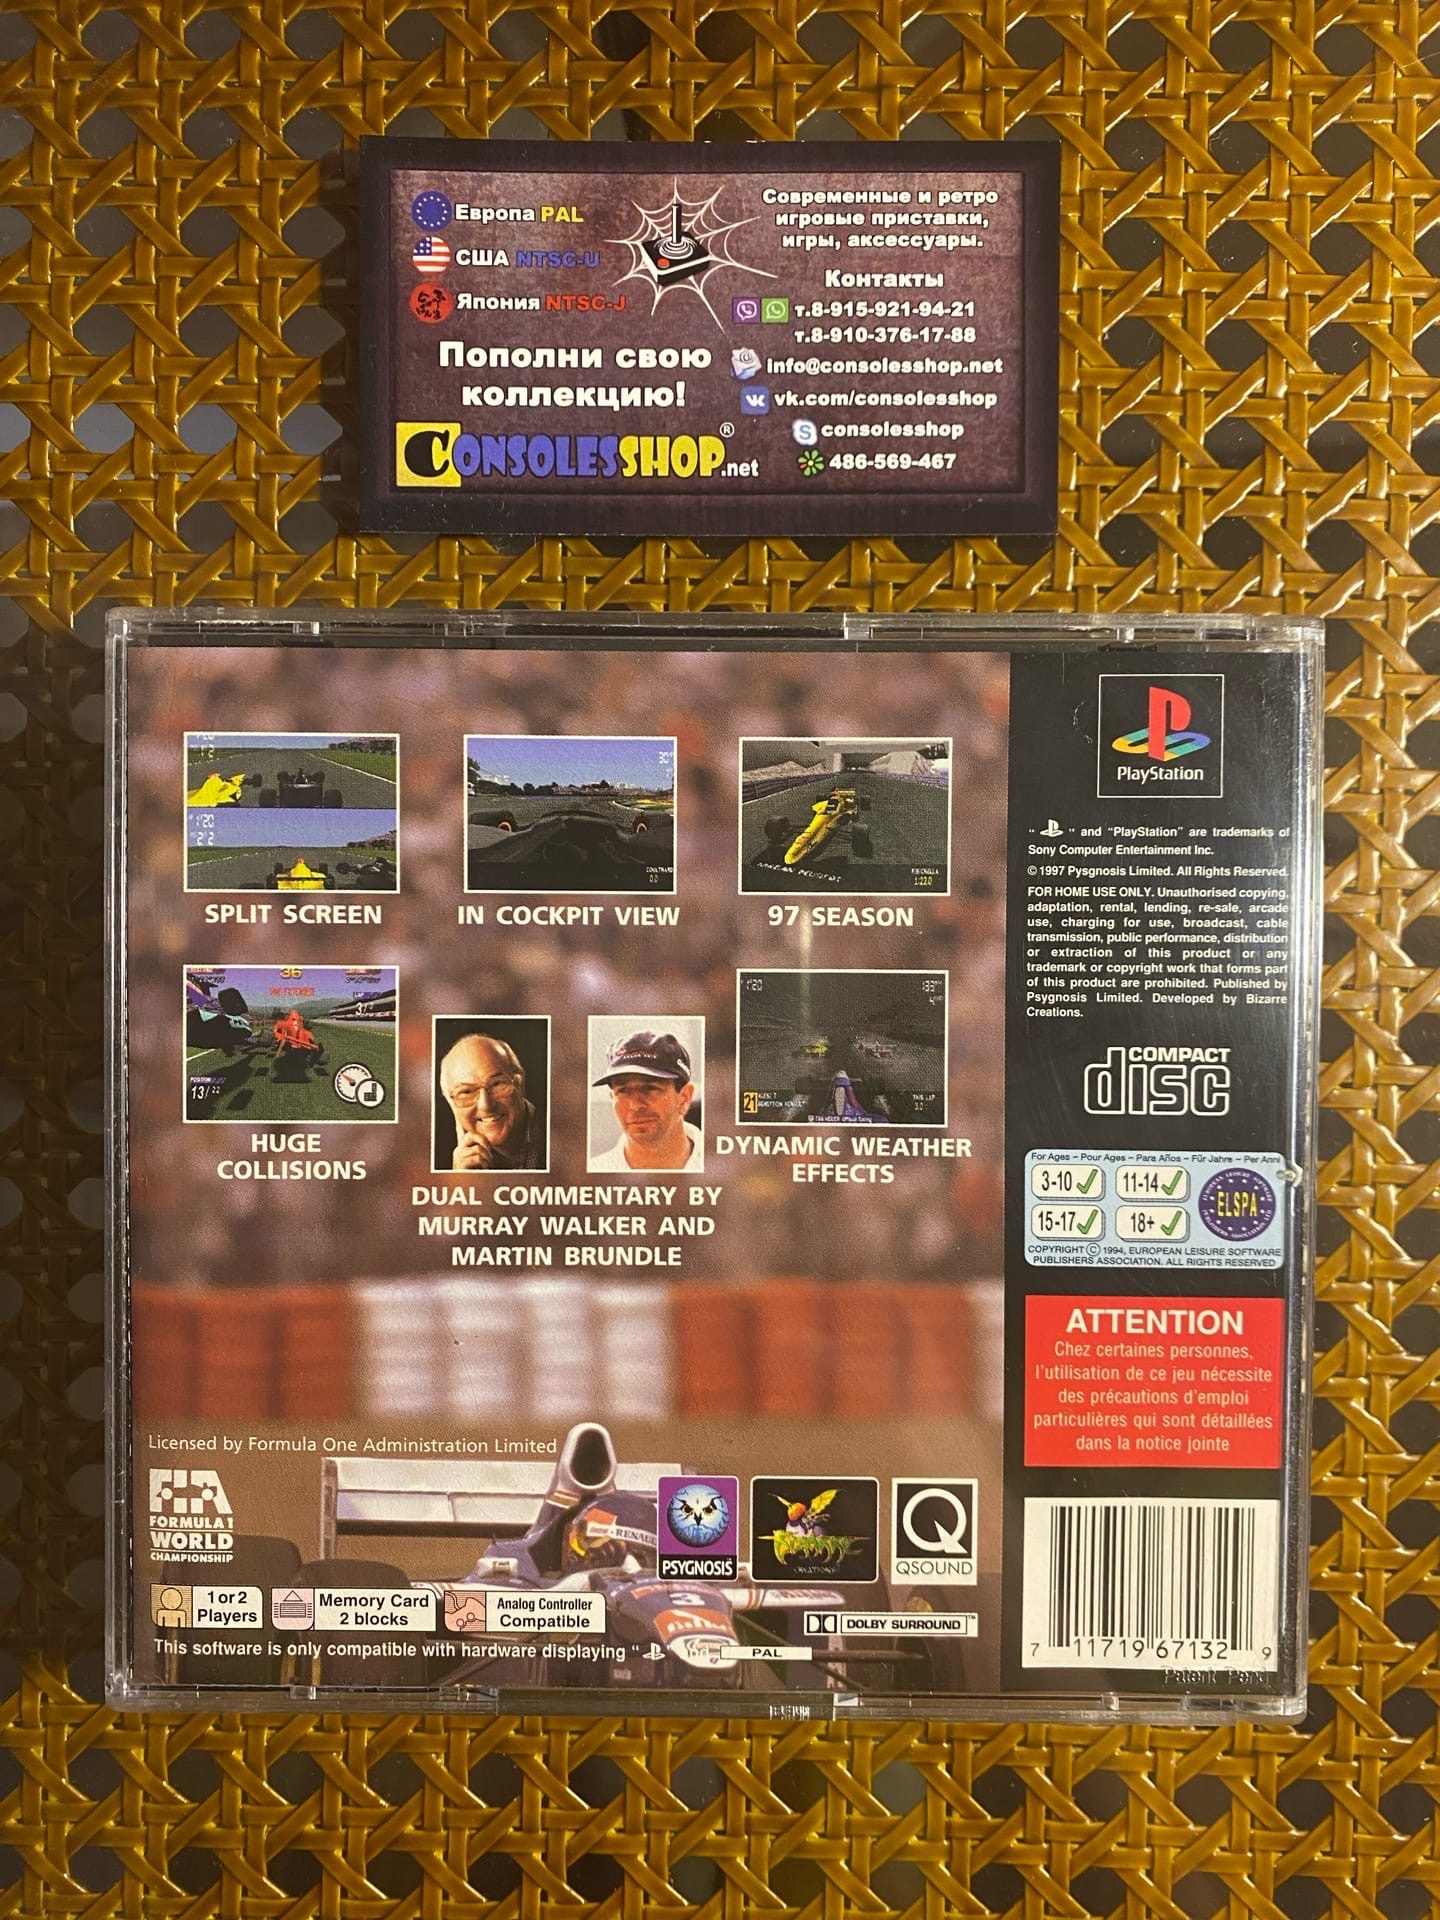 Европа PAL
США NTSC-U
Япония NTSC-J
Пополни свою
коллекцию!
CONSOLESSHOP.net
®
Современные и ретро
игровые приставки,
игры, аксессуары.
Контакты
т.8-915-921-94-21
т.8-910-376-17-88
info@consolesshop.net
vk.com/consolesshop
consolesshop
486-569-467
SPLIT SCREEN
IN COCKPIT VIEW
97 SEASON
HUGE
COLLISIONS
DUAL COMMENTARY BY
MURRAY WALKER AND
MARTIN BRUNDLE
DYNAMIC WEATHER
EFFECTS
Licensed by Formula One Administration Limited
FIA
FORMULA 1
WORLD
CHAMPIONSHIP
RENAULT
3
PSYGNOSIS
CREATIONS
QSOUND
1 or 2
Players
Memory Card
2 blocks
Analog Controller
Compatible
DOLBY SURROUND™
This software is only compatible with hardware displaying " " and PAL
PlayStation
" " and "PlayStation" are trademarks of
Sony Computer Entertainment Inc.
© 1997 Pysgnosis Limited. All Rights Reserved.
FOR HOME USE ONLY. Unauthorised copying,
adaptation, rental, lending, re-sale, arcade
use, charging for use, broadcast, cable
transmission, public performance, distribution
or extraction of this product or any
trademark or copyright work that forms part
of this product are prohibited. Published by
Psygnosis Limited. Developed by Bizarre
Creations.
COMPACT
disc
For Ages – Pour Ages – Para Años – Für Jahre – Per Anni
3-10
11-14
15-17
18+
ELSPA
COPYRIGHT © 1994, EUROPEAN LEISURE SOFTWARE
PUBLISHERS ASSOCIATION. ALL RIGHTS RESERVED
ATTENTION
Chez certaines personnes,
l'utilisation de ce jeu nécessite
des précautions d'emploi
particulières qui sont détaillées
dans la notice jointe
7 11719 67132 9
Patent Pend